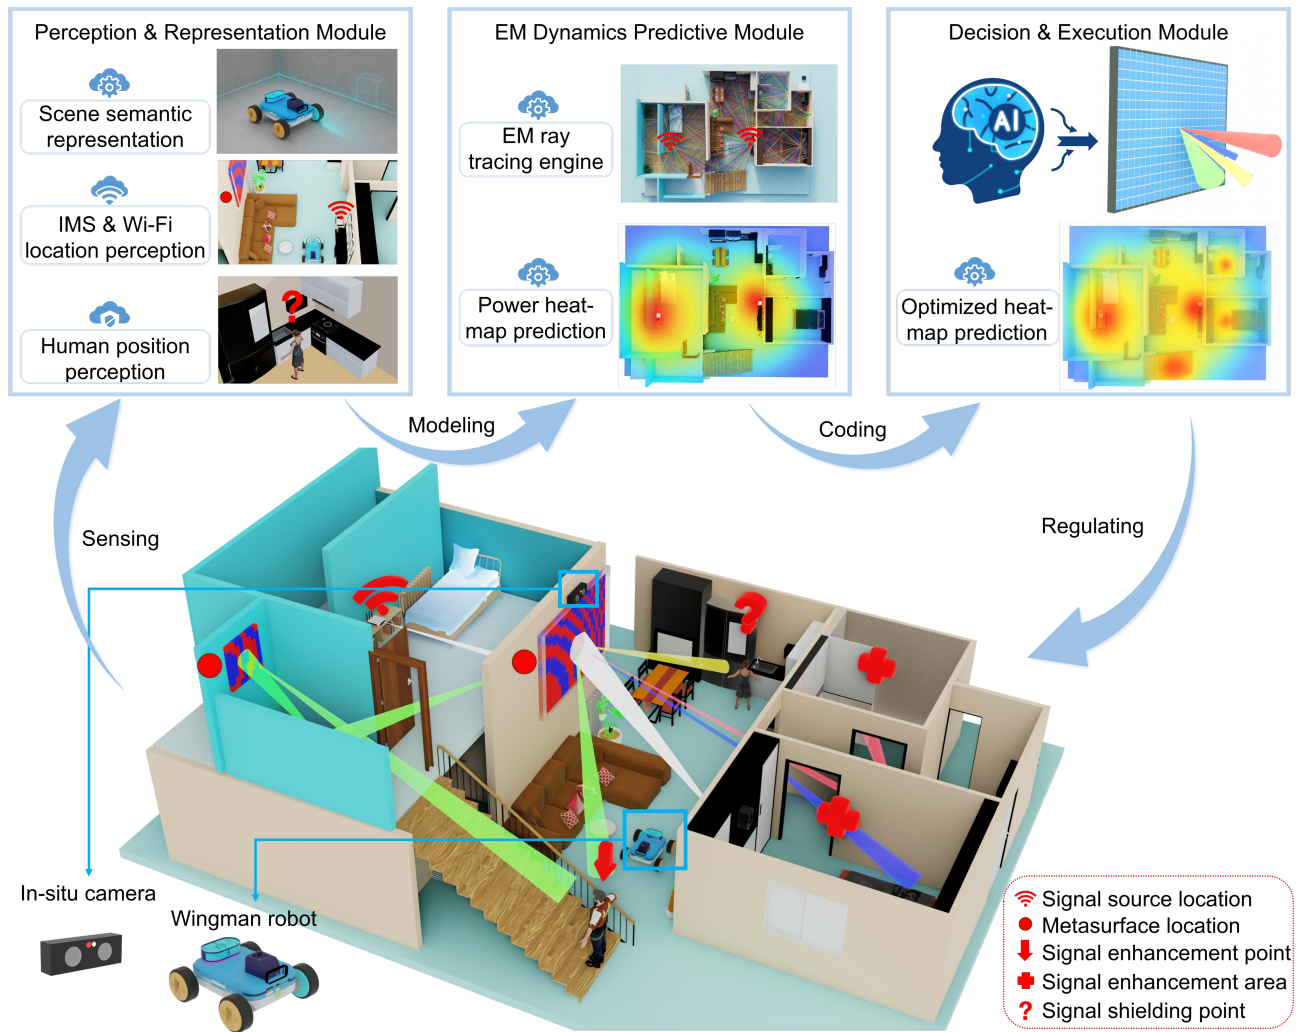 Perception & Representation Module
Scene semantic
representation
IMS & Wi-Fi
location perception
Human position
perception
EM Dynamics Predictive Module
EM ray
tracing engine
Power heat-
map prediction
Decision & Execution Module
AI
Optimized heat-
map prediction
Modeling
Coding
Sensing
Regulating
In-situ camera
Wingman robot
Signal source location
Metasurface location
Signal enhancement point
Signal enhancement area
Signal shielding point